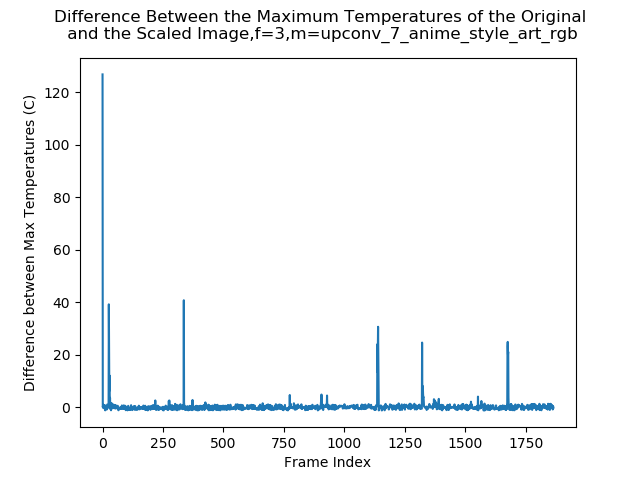 Difference Between the Maximum Temperatures of the Original
and the Scaled Image,f=3,m=upconv_7_anime_style_art_rgb
Difference between Max Temperatures (C)
120
100
80
60
40
20
0
0 250 500 750 1000 1250 1500 1750
Frame Index